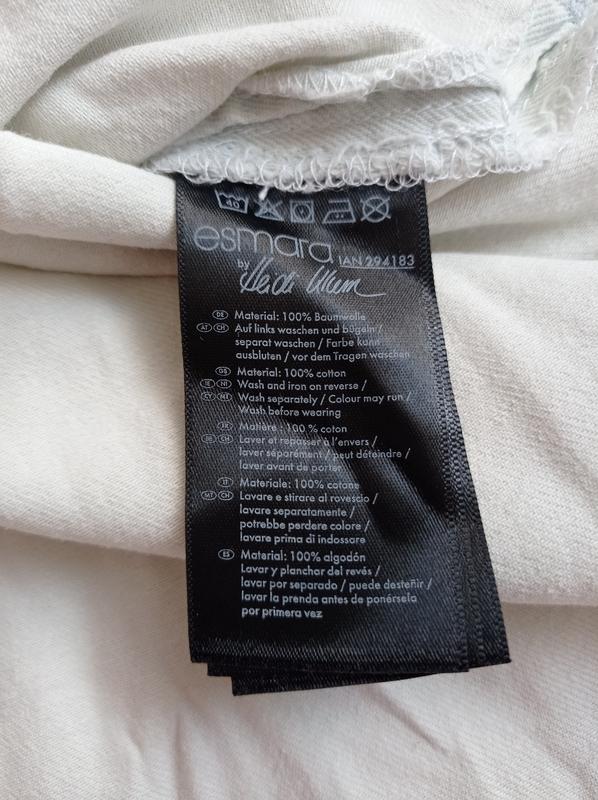 40
esmara
IAN 294183
by Heidi Klum
DE Material: 100% Baumwolle
AT CH Auf links waschen und bügeln /
separat waschen / Farbe kann
ausbluten / vor dem Tragen waschen
GB Material: 100% cotton
IE NI Wash and iron on reverse /
CY MT Wash separately / Colour may run /
Wash before wearing
FR Matière : 100 % coton
BE CH Laver et repasser à l'envers /
laver séparément / peut déteindre /
laver avant de porter
IT Materiale: 100% cotone
MT CH Lavare e stirare al rovescio /
lavare separatamente /
potrebbe perdere colore /
lavare prima di indossare
ES Material: 100% algodón
Lavar y planchar del revés /
lavar por separado / puede desteñir /
lavar la prenda antes de ponérsela
por primera vez